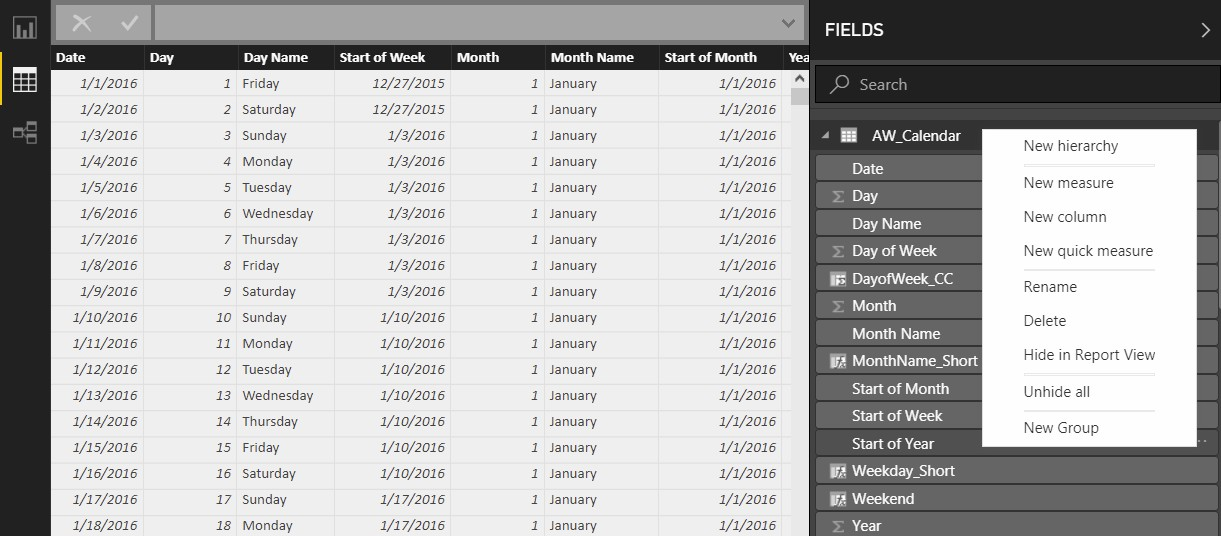 FIELDS
Date Day Day Name Start of Week Month Month Name Start of Month Yea
1/1/2016 1 Friday 12/27/2015 1 January 1/1/2016
1/2/2016 2 Saturday 12/27/2015 1 January 1/1/2016
1/3/2016 3 Sunday 1/3/2016 1 January 1/1/2016
1/4/2016 4 Monday 1/3/2016 1 January 1/1/2016
1/5/2016 5 Tuesday 1/3/2016 1 January 1/1/2016
1/6/2016 6 Wednesday 1/3/2016 1 January 1/1/2016
1/7/2016 7 Thursday 1/3/2016 1 January 1/1/2016
1/8/2016 8 Friday 1/3/2016 1 January 1/1/2016
1/9/2016 9 Saturday 1/3/2016 1 January 1/1/2016
1/10/2016 10 Sunday 1/10/2016 1 January 1/1/2016
1/11/2016 11 Monday 1/10/2016 1 January 1/1/2016
1/12/2016 12 Tuesday 1/10/2016 1 January 1/1/2016
1/13/2016 13 Wednesday 1/10/2016 1 January 1/1/2016
1/14/2016 14 Thursday 1/10/2016 1 January 1/1/2016
1/15/2016 15 Friday 1/10/2016 1 January 1/1/2016
1/16/2016 16 Saturday 1/10/2016 1 January 1/1/2016
1/17/2016 17 Sunday 1/17/2016 1 January 1/1/2016
1/18/2016 18 Monday 1/17/2016 1 January 1/1/2016
Search
AW_Calendar
Date
Σ Day
Day Name
Σ Day of Week
DayofWeek_CC
Σ Month
Month Name
MonthName_Short
Start of Month
Start of Week
Start of Year
Weekday_Short
Weekend
Σ Year
New hierarchy
New measure
New column
New quick measure
Rename
Delete
Hide in Report View
Unhide all
New Group